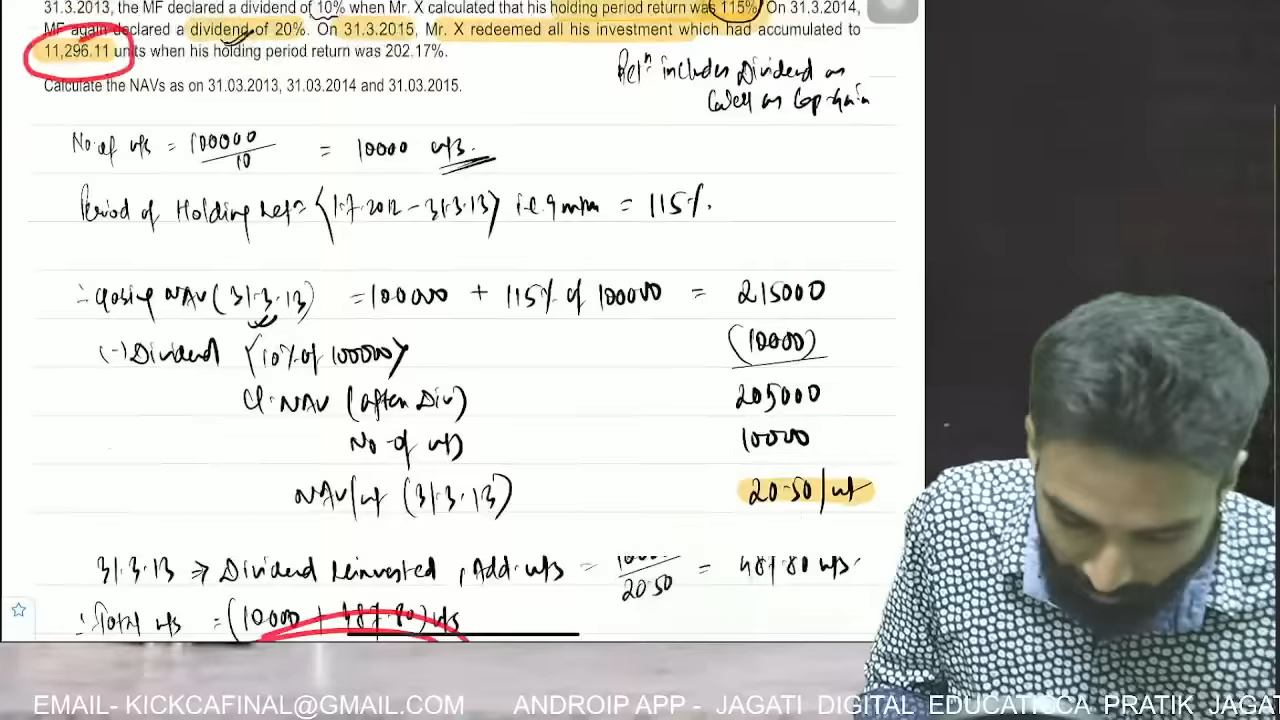 31.3.2013, the MF declared a dividend of 10% when Mr. X calculated that his holding period return was 115%. On 31.3.2014,
MF again declared a dividend of 20%. On 31.3.2015, Mr. X redeemed all his investment which had accumulated to
11,296.11 units when his holding period return was 202.17%.
Calculate the NAVs as on 31.03.2013, 31.03.2014 and 31.03.2015.
Retn includes Dividend as
well as Cap. gain
No. of uts = 100000/10 = 10000 uts.
Period of Holding Retn {1.7.2012 - 31.3.13} i.e. 9 mths = 115%.
∴ Closing NAV (31.3.13) = 100000 + 115% of 100000 = 215000
(-) Dividend {10% of 100000} (10000)
Cl. NAV (after Div) 205000
No. of uts 10000
NAV/ut (31.3.13) 20.50/ut
31.3.13 ⇒ Dividend Reinvested, Add. uts = /20.50 = 487.80 uts.
∴ Total uts = (10000 + 487.80) uts
EMAIL- KICKCAFINAL@GMAIL.COM ANDROIP APP - JAGATI DIGITAL EDUCATIS CA PRATIK JAGAT